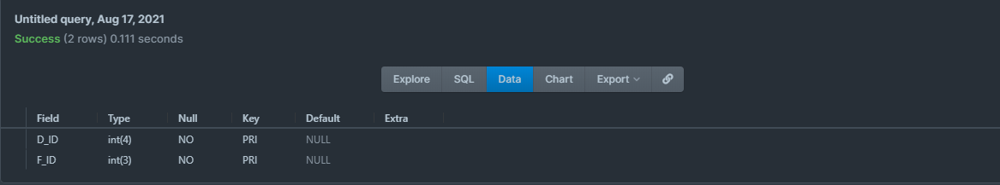 Untitled query, Aug 17, 2021
Success (2 rows) 0.111 seconds
Explore SQL Data Chart Export
Field Type Null Key Default Extra
D_ID int(4) NO PRI NULL
F_ID int(3) NO PRI NULL